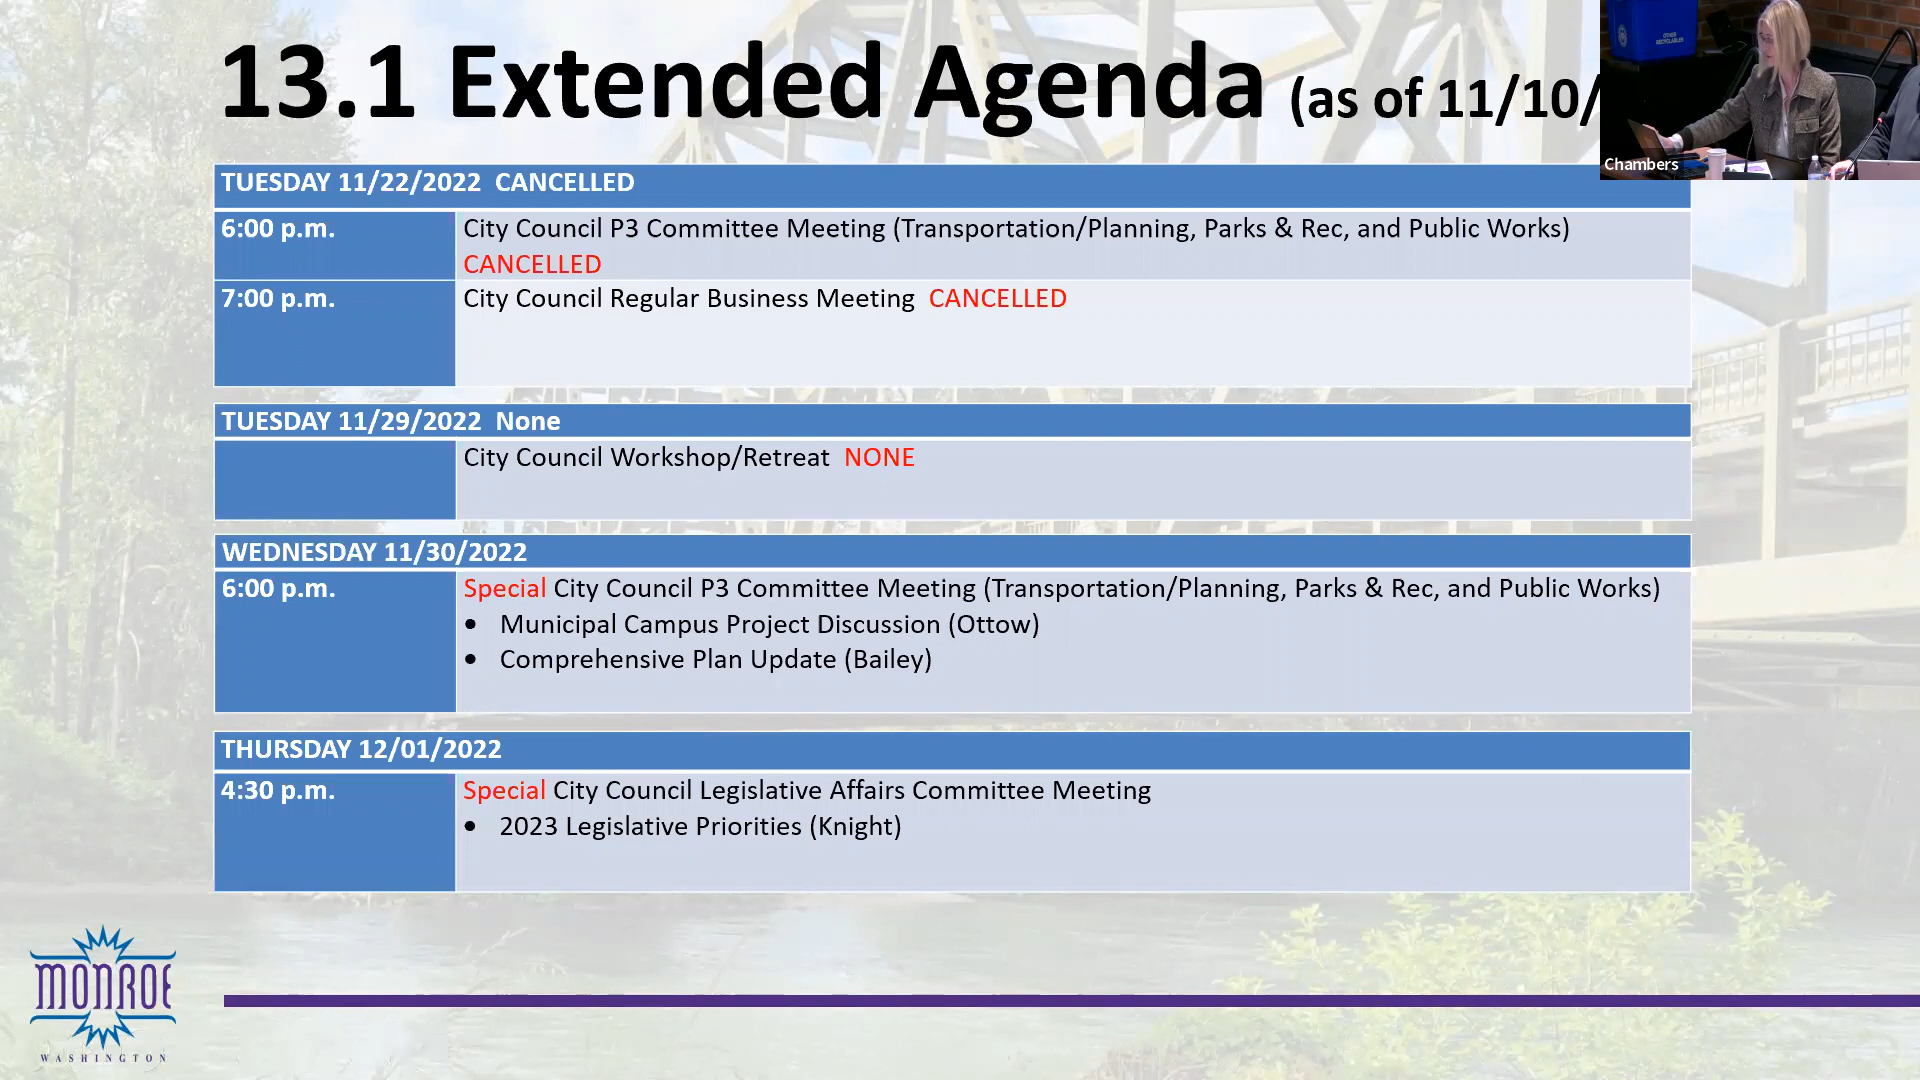 13.1 Extended Agenda (as of 11/10/
Chambers
OTHER
RECYCLABLES
TUESDAY 11/22/2022 CANCELLED
6:00 p.m.
City Council P3 Committee Meeting (Transportation/Planning, Parks & Rec, and Public Works)
CANCELLED
7:00 p.m.
City Council Regular Business Meeting CANCELLED
TUESDAY 11/29/2022 None
City Council Workshop/Retreat NONE
WEDNESDAY 11/30/2022
6:00 p.m.
Special City Council P3 Committee Meeting (Transportation/Planning, Parks & Rec, and Public Works)
• Municipal Campus Project Discussion (Ottow)
• Comprehensive Plan Update (Bailey)
THURSDAY 12/01/2022
4:30 p.m.
Special City Council Legislative Affairs Committee Meeting
• 2023 Legislative Priorities (Knight)
MONROE
WASHINGTON